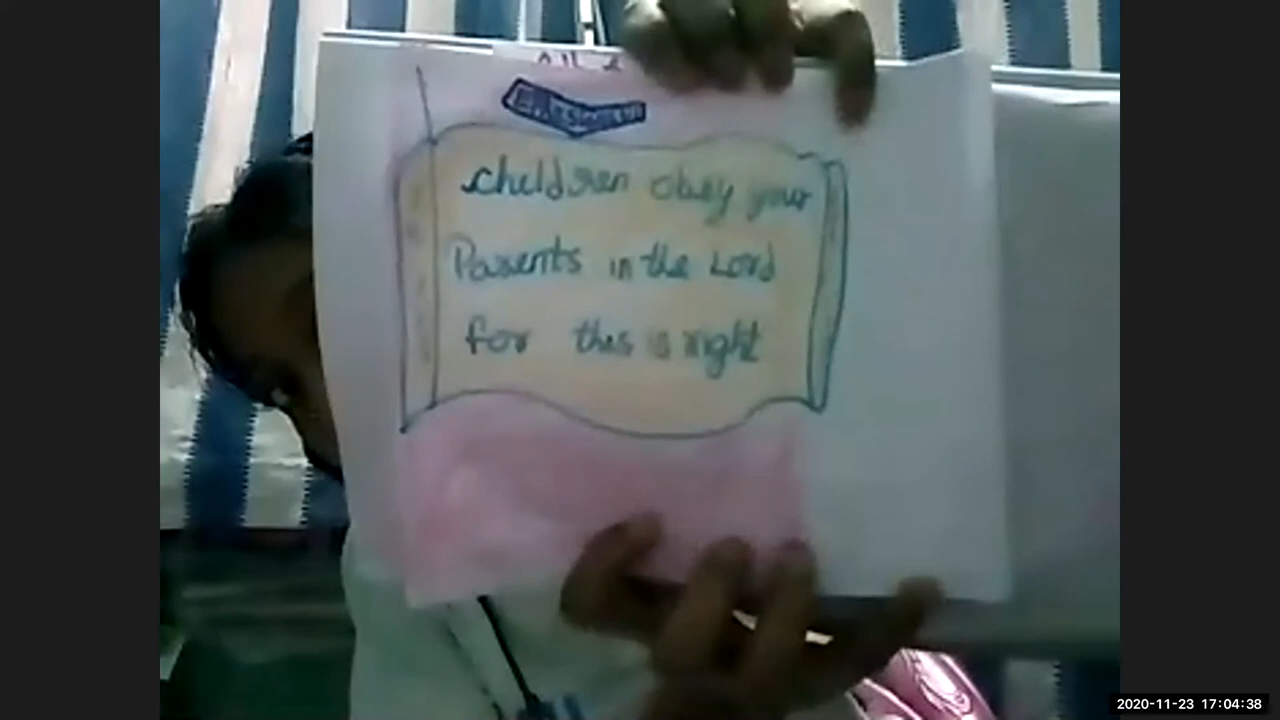 children obey your
Parents in the Lord
for this is right
2020-11-23 17:04:38